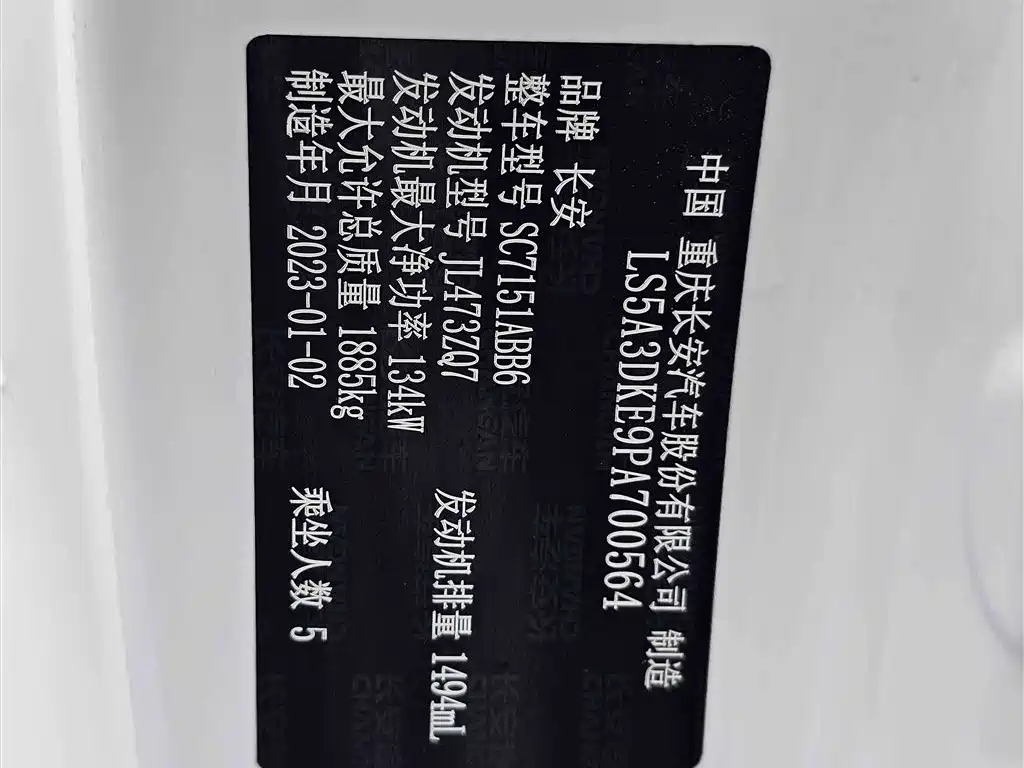 中国 重庆长安汽车股份有限公司 制造
LS5A3DKE9PA700564
品牌 长安
整车型号 SC7151ABB6
发动机型号 JL473ZQ7 发动机排量 1494mL
发动机最大净功率 134kW
最大允许总质量 1885kg
制造年月 2023-01-02 乘坐人数 5